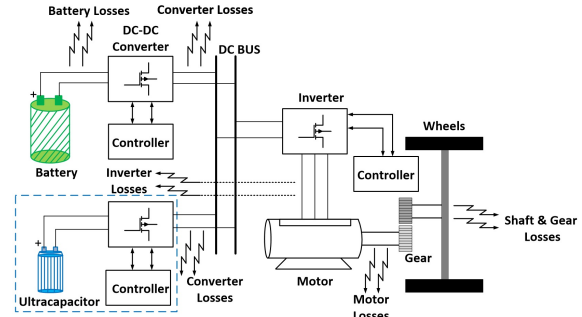 Battery Losses
Converter Losses
DC-DC
Converter
DC BUS
+
Controller
Inverter
Wheels
Battery
Inverter
Losses
Controller
+
Shaft & Gear
Losses
Controller
Ultracapacitor
Converter
Losses
Motor
Gear
Motor
Losses